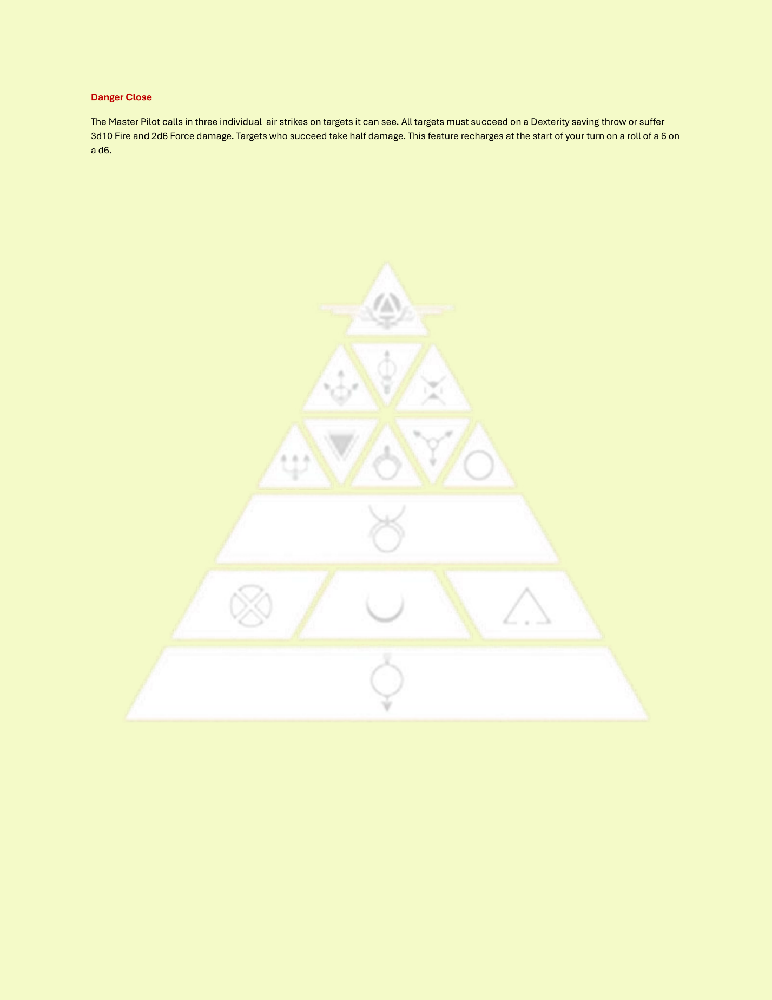 Danger Close
The Master Pilot calls in three individual  air strikes on targets it can see. All targets must succeed on a Dexterity saving throw or suffer
3d10 Fire and 2d6 Force damage. Targets who succeed take half damage. This feature recharges at the start of your turn on a roll of a 6 on
a d6.